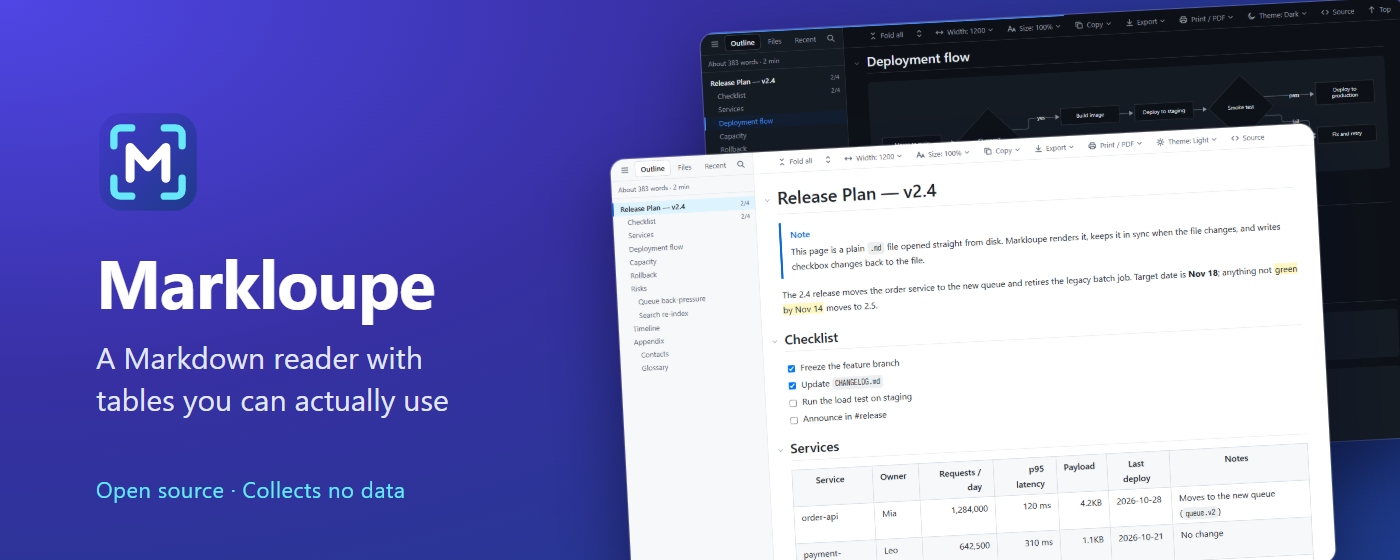 M
Markloupe
A Markdown reader with
tables you can actually use
Open source · Collects no data
Outline Files Recent
Fold all Width: 1200 Size: 100% Copy Export Print / PDF Theme: Dark Source Top
About 383 words · 2 min
Release Plan — v2.4 2/4
Checklist 2/4
Services
Deployment flow
Capacity
Rollback
Deployment flow
yes
Build image
Deploy to staging
Smoke test
pass
Deploy to
production
fail
Fix and retry
Outline Files Recent
Fold all Width: 1200 Size: 100% Copy Export Print / PDF Theme: Light Source
About 383 words · 2 min
Release Plan — v2.4 2/4
Checklist 2/4
Services
Deployment flow
Capacity
Rollback
Risks
Queue back-pressure
Search re-index
Timeline
Appendix
Contacts
Glossary
Release Plan — v2.4
Note
This page is a plain .md file opened straight from disk. Markloupe renders it, keeps it in sync when the file changes, and writes
checkbox changes back to the file.
The 2.4 release moves the order service to the new queue and retires the legacy batch job. Target date is Nov 18; anything not green
by Nov 14 moves to 2.5.
Checklist
Freeze the feature branch
Update CHANGELOG.md
Run the load test on staging
Announce in #release
Services
Service Owner Requests / day p95 latency Payload Last deploy Notes
order-api Mia 1,284,000 120 ms 4.2KB 2026-10-28 Moves to the new queue
(queue.v2)
payment- Leo 642,500 310 ms 1.1KB 2026-10-21 No change